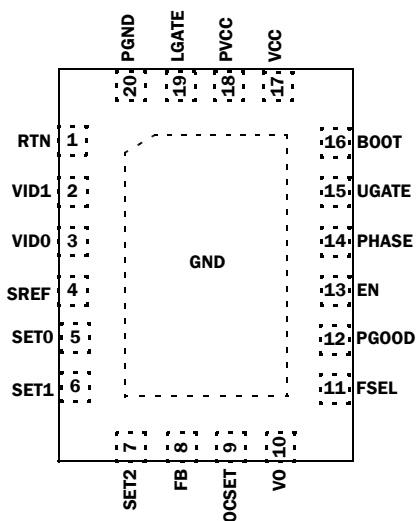 PGND LGATE PVCC VCC
20 19 18 17
RTN 1 16 BOOT
VID1 2 15 UGATE
VID0 3 14 PHASE
GND
SREF 4 13 EN
SET0 5 12 PGOOD
SET1 6 11 FSEL
7 8 9 10
SET2 FB OCSET VO